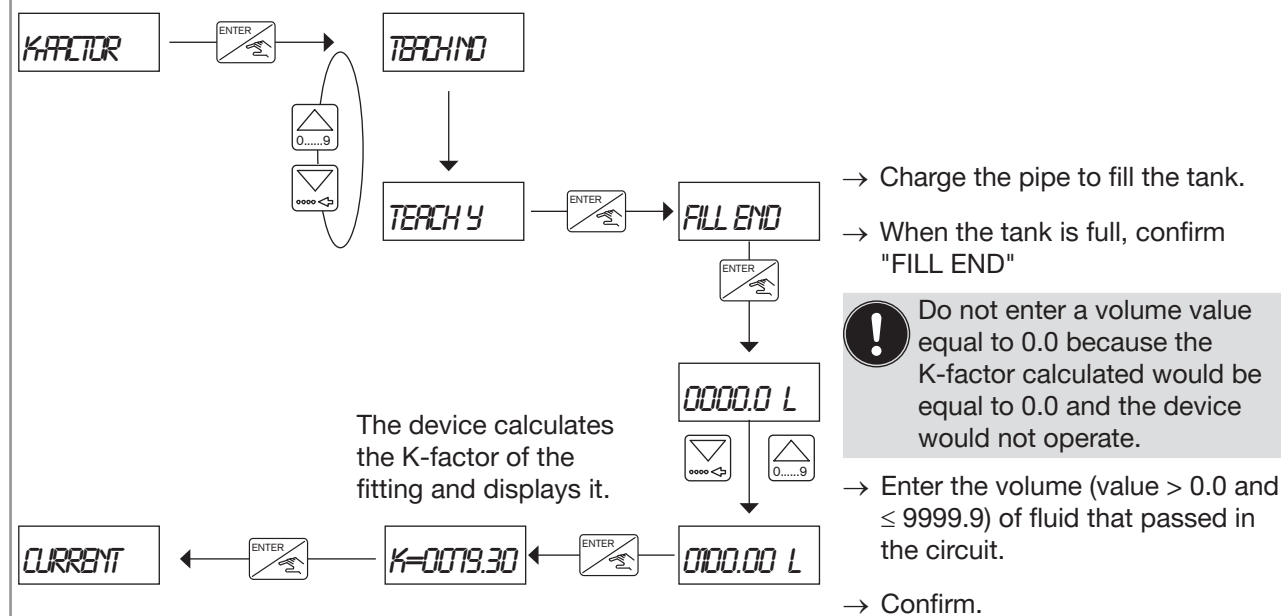 K-FACTOR
ENTER
TEACH NO
0......9
TEACH Y
ENTER
FILL END
ENTER
0000.0 L
0......9
0100.00 L
ENTER
K=0079.30
ENTER
CURRENT
The device calculates
the K-factor of the
fitting and displays it.
→ Charge the pipe to fill the tank.
→ When the tank is full, confirm
"FILL END"
! Do not enter a volume value
equal to 0.0 because the
K-factor calculated would be
equal to 0.0 and the device
would not operate.
→ Enter the volume (value > 0.0 and
≤ 9999.9) of fluid that passed in
the circuit.
→ Confirm.